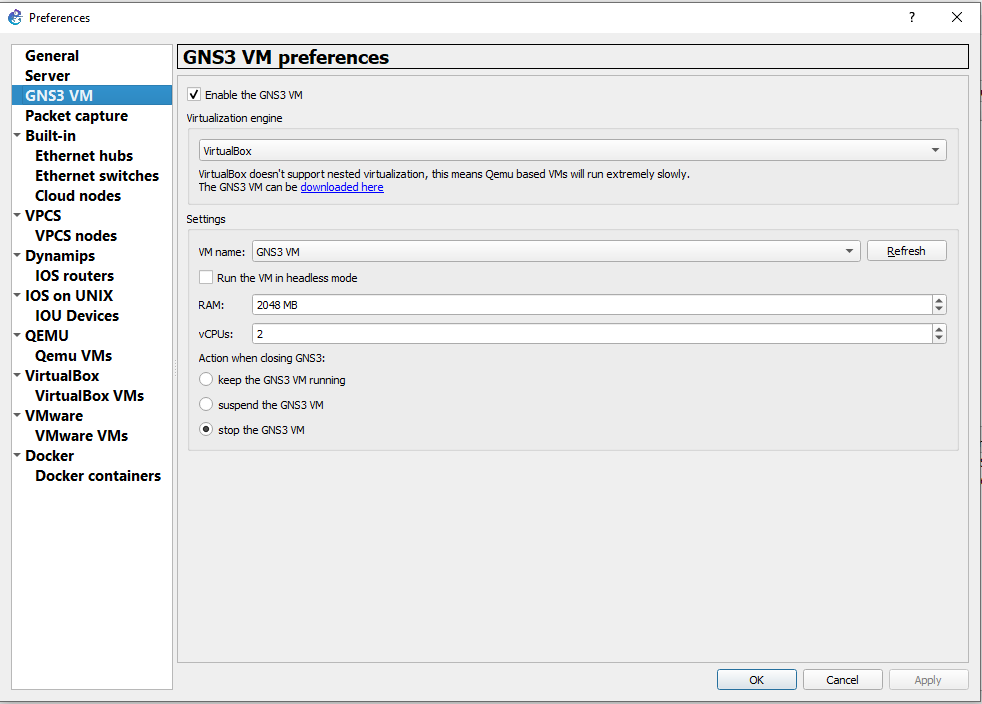 Preferences
?
General
Server
GNS3 VM
Packet capture
Built-in
Ethernet hubs
Ethernet switches
Cloud nodes
VPCS
VPCS nodes
Dynamips
IOS routers
IOS on UNIX
IOU Devices
QEMU
Qemu VMs
VirtualBox
VirtualBox VMs
VMware
VMware VMs
Docker
Docker containers
GNS3 VM preferences
Enable the GNS3 VM
Virtualization engine
VirtualBox
VirtualBox doesn't support nested virtualization, this means Qemu based VMs will run extremely slowly.
The GNS3 VM can be downloaded here
Settings
VM name: GNS3 VM Refresh
Run the VM in headless mode
RAM: 2048 MB
vCPUs: 2
Action when closing GNS3:
keep the GNS3 VM running
suspend the GNS3 VM
stop the GNS3 VM
OK Cancel Apply